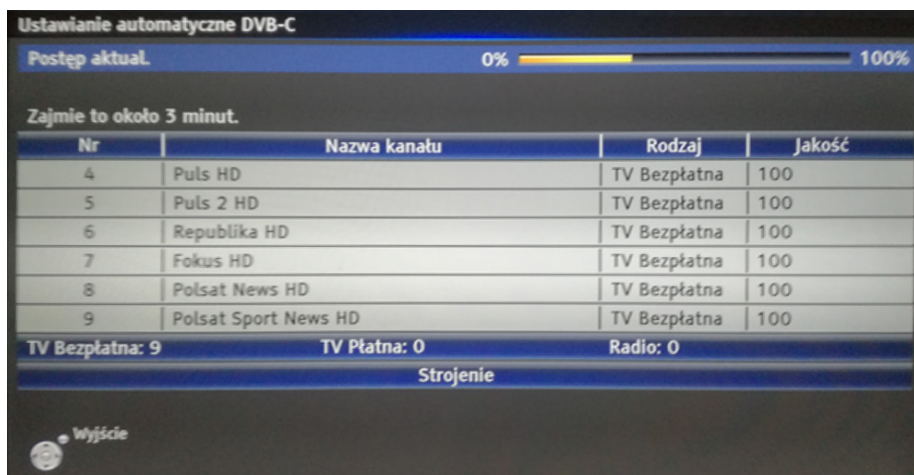 Ustawianie automatyczne DVB-C
Postęp aktual. 0% 100%
Zajmie to około 3 minut.
Nr Nazwa kanału Rodzaj Jakość
4 Puls HD TV Bezpłatna 100
5 Puls 2 HD TV Bezpłatna 100
6 Republika HD TV Bezpłatna 100
7 Fokus HD TV Bezpłatna 100
8 Polsat News HD TV Bezpłatna 100
9 Polsat Sport News HD TV Bezpłatna 100
TV Bezpłatna: 9 TV Płatna: 0 Radio: 0
Strojenie
Wyjście